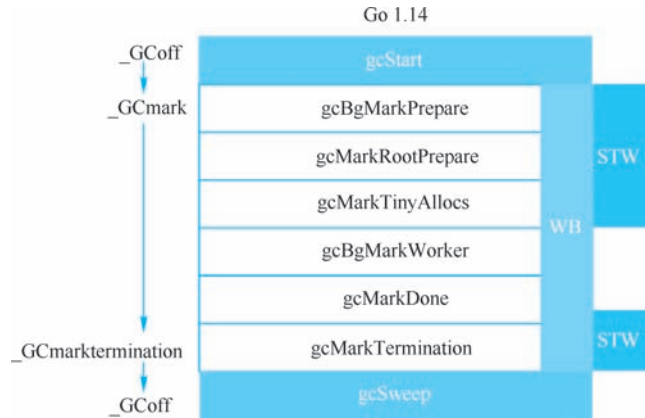 Go 1.14
_GCoff
gcStart
_GCmark
gcBgMarkPrepare
STW
gcMarkRootPrepare
gcMarkTinyAllocs
WB
gcBgMarkWorker
gcMarkDone
_GCmarktermination
gcMarkTermination
STW
_GCoff
gcSweep